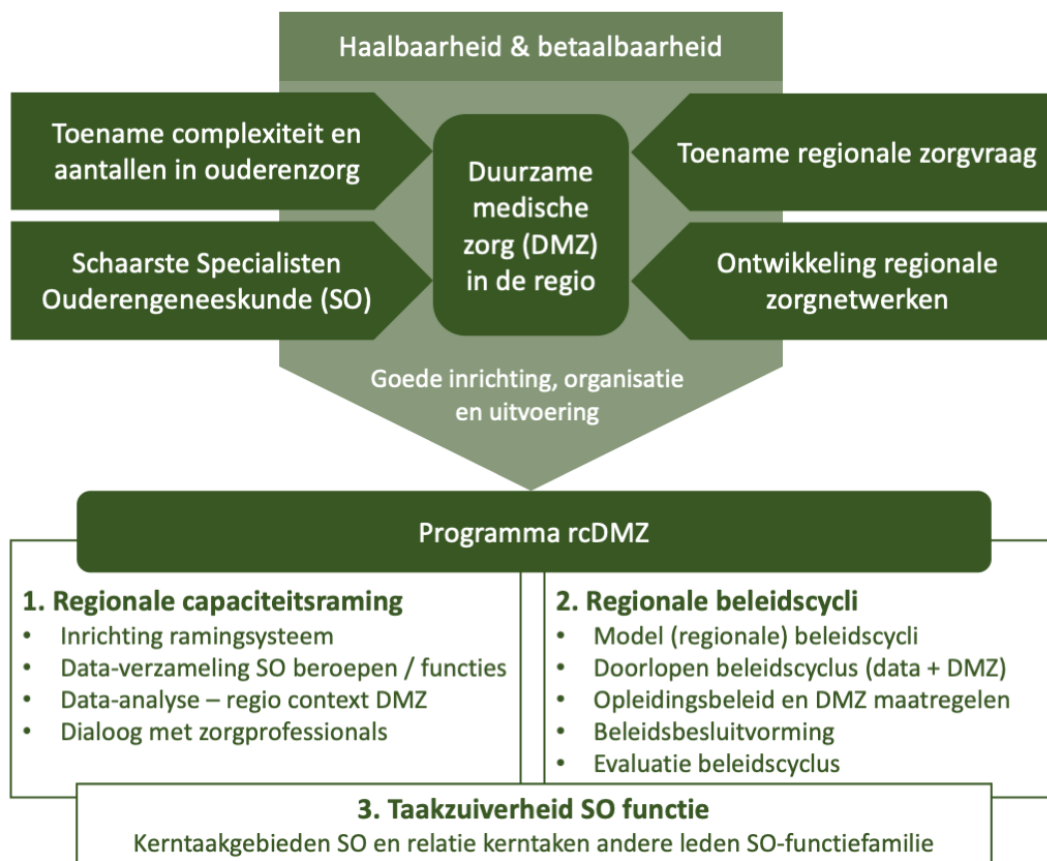 Haalbaarheid & betaalbaarheid
Toename complexiteit en
aantallen in ouderenzorg
Schaarste Specialisten
Ouderengeneeskunde (SO)
Duurzame
medische
zorg (DMZ)
in de regio
Toename regionale zorgvraag
Ontwikkeling regionale
zorgnetwerken
Goede inrichting, organisatie
en uitvoering
Programma rcDMZ
1. Regionale capaciteitsraming
• Inrichting ramingsysteem
• Data-verzameling SO beroepen / functies
• Data-analyse – regio context DMZ
• Dialoog met zorgprofessionals
2. Regionale beleidscycli
• Model (regionale) beleidscycli
• Doorlopen beleidscyclus (data + DMZ)
• Opleidingsbeleid en DMZ maatregelen
• Beleidsbesluitvorming
• Evaluatie beleidscyclus
3. Taakzuiverheid SO functie
Kerntaakgebieden SO en relatie kerntaken andere leden SO-functiefamilie